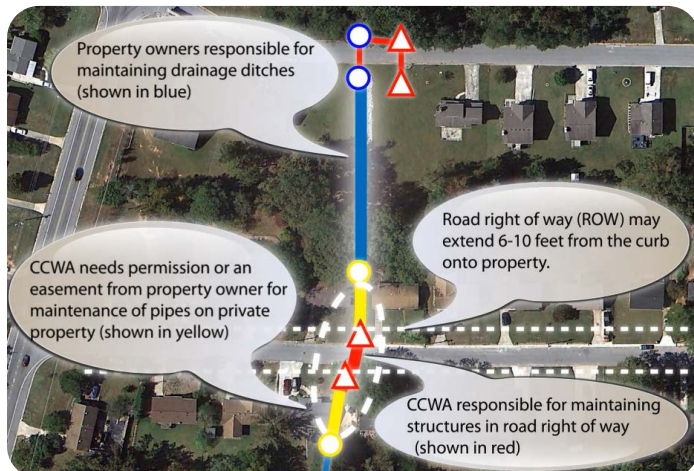 Property owners responsible for
maintaining drainage ditches
(shown in blue)
Road right of way (ROW) may
extend 6-10 feet from the curb
onto property.
CCWA needs permission or an
easement from property owner for
maintenance of pipes on private
property (shown in yellow)
CCWA responsible for maintaining
structures in road right of way
(shown in red)